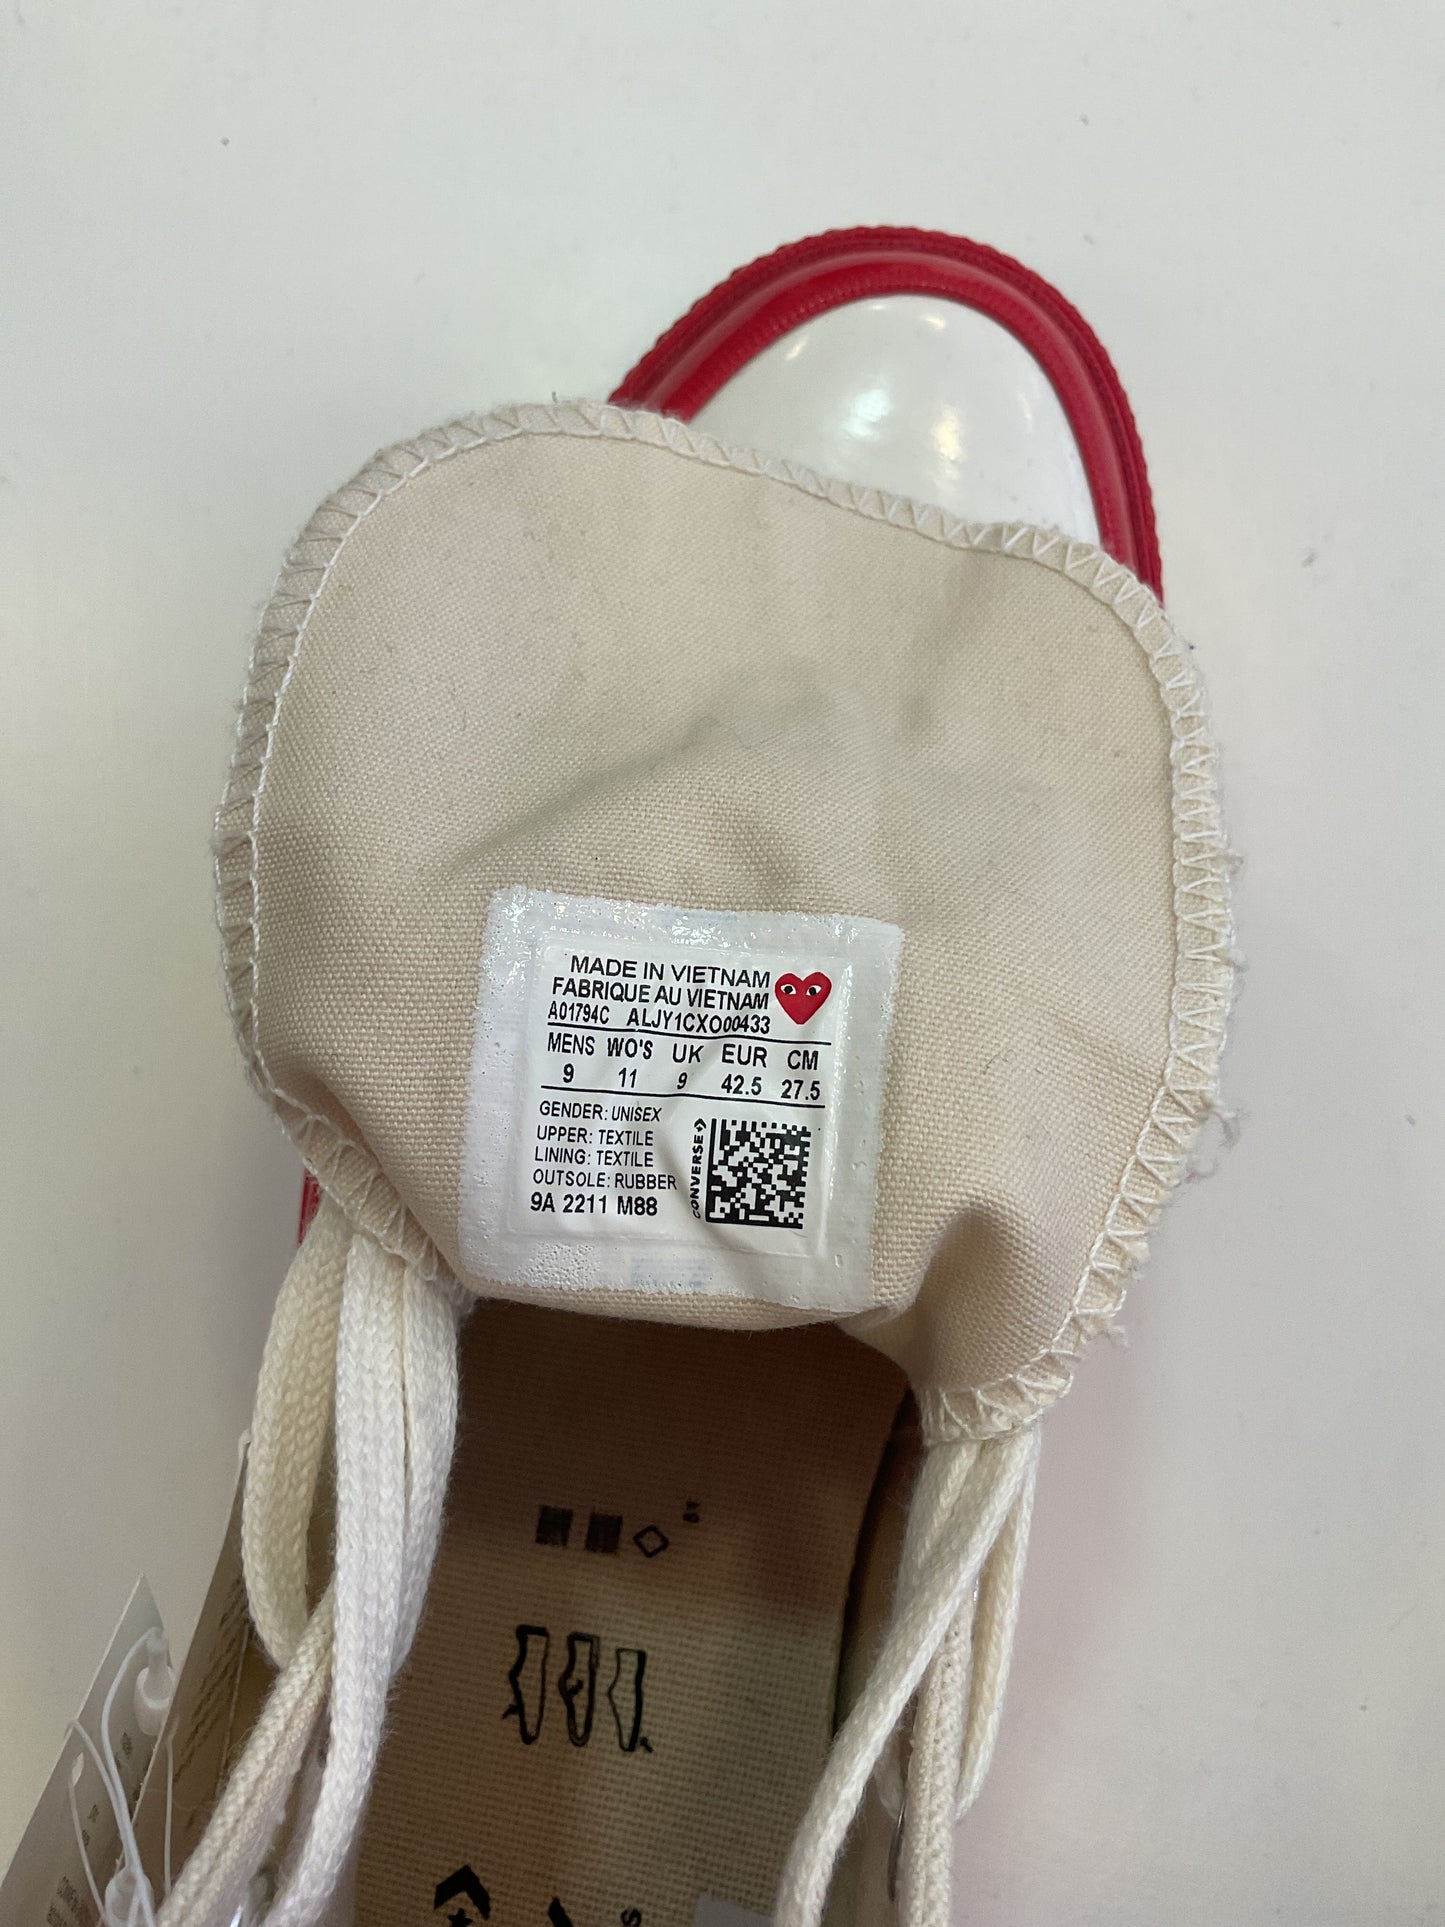 MADE IN VIETNAM
FABRIQUE AU VIETNAM
A01794C ALJY1CXO00433
MENS WO'S UK EUR CM
9 11 9 42.5 27.5
GENDER: UNISEX
UPPER: TEXTILE
LINING: TEXTILE
OUTSOLE: RUBBER
9A 2211 M88
CONVERSE